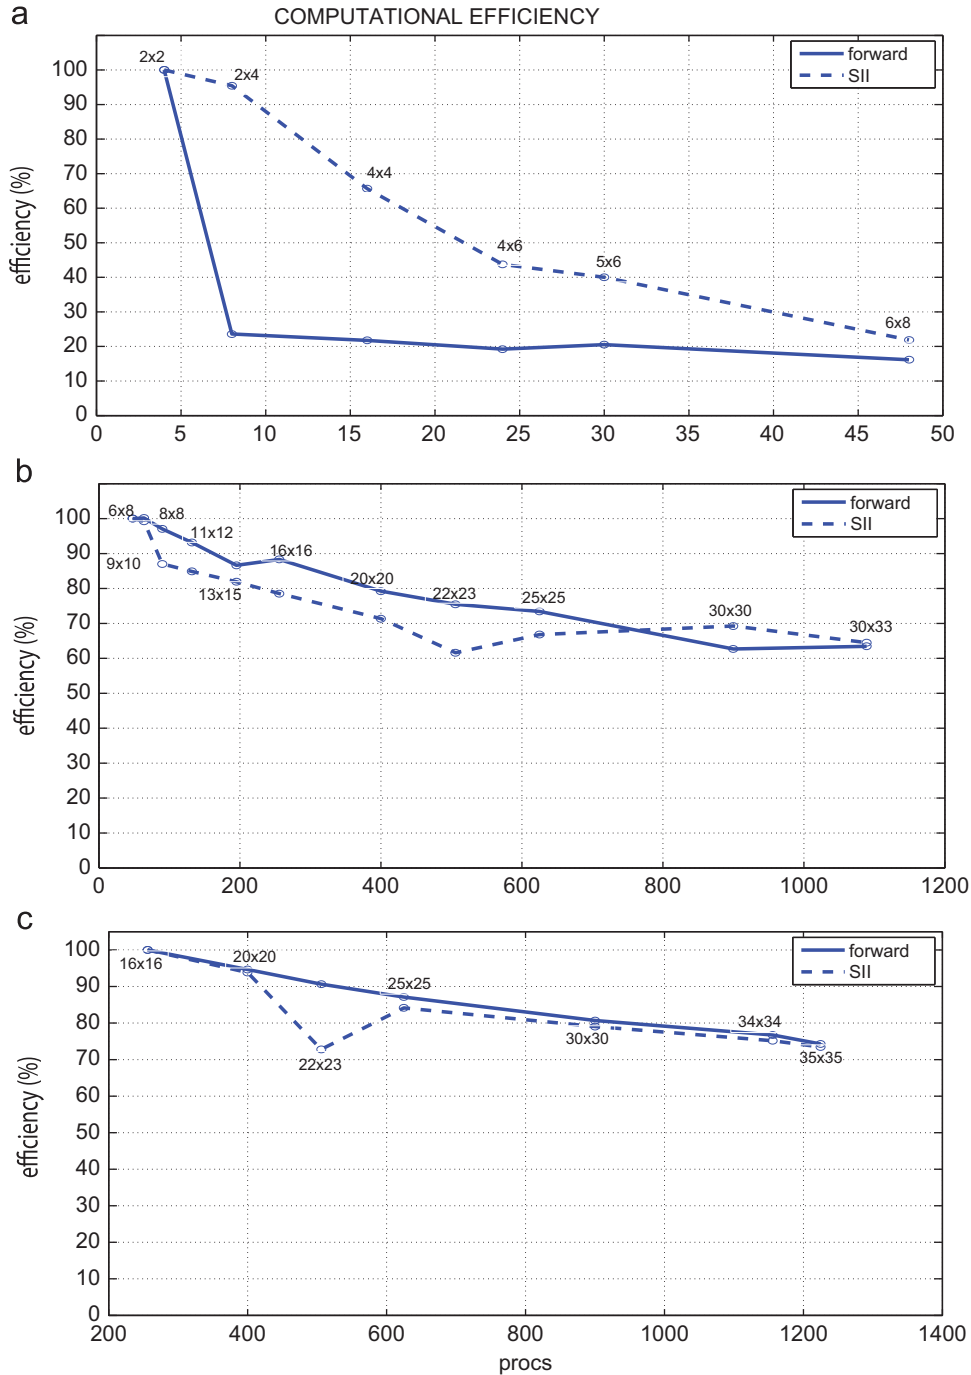 a
COMPUTATIONAL EFFICIENCY
efficiency (%)
100
90
80
70
60
50
40
30
20
10
0
0 5 10 15 20 25 30 35 40 45 50
2x2
2x4
4x4
4x6
5x6
6x8
forward
SII
b
efficiency (%)
100
90
80
70
60
50
40
30
20
10
0
0 200 400 600 800 1000 1200
6x8
8x8
9x10
11x12
13x15
16x16
20x20
22x23
25x25
30x30
30x33
forward
SII
c
efficiency (%)
100
90
80
70
60
50
40
30
20
10
0
200 400 600 800 1000 1200 1400
16x16
20x20
22x23
25x25
30x30
34x34
35x35
forward
SII
procs